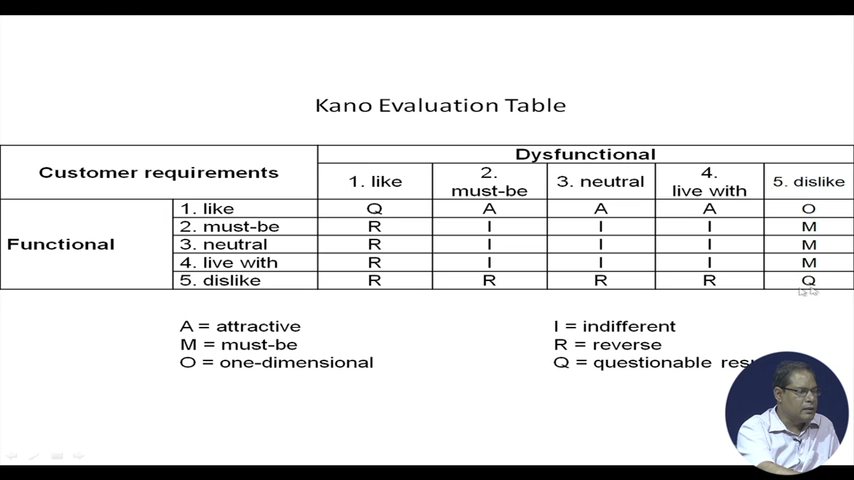 Kano Evaluation Table
Customer requirements
Dysfunctional
1. like
2. must-be
3. neutral
4. live with
5. dislike
Functional
1. like Q A A A O
2. must-be R I I I M
3. neutral R I I I M
4. live with R I I I M
5. dislike R R R R Q
A = attractive
M = must-be
O = one-dimensional
I = indifferent
R = reverse
Q = questionable